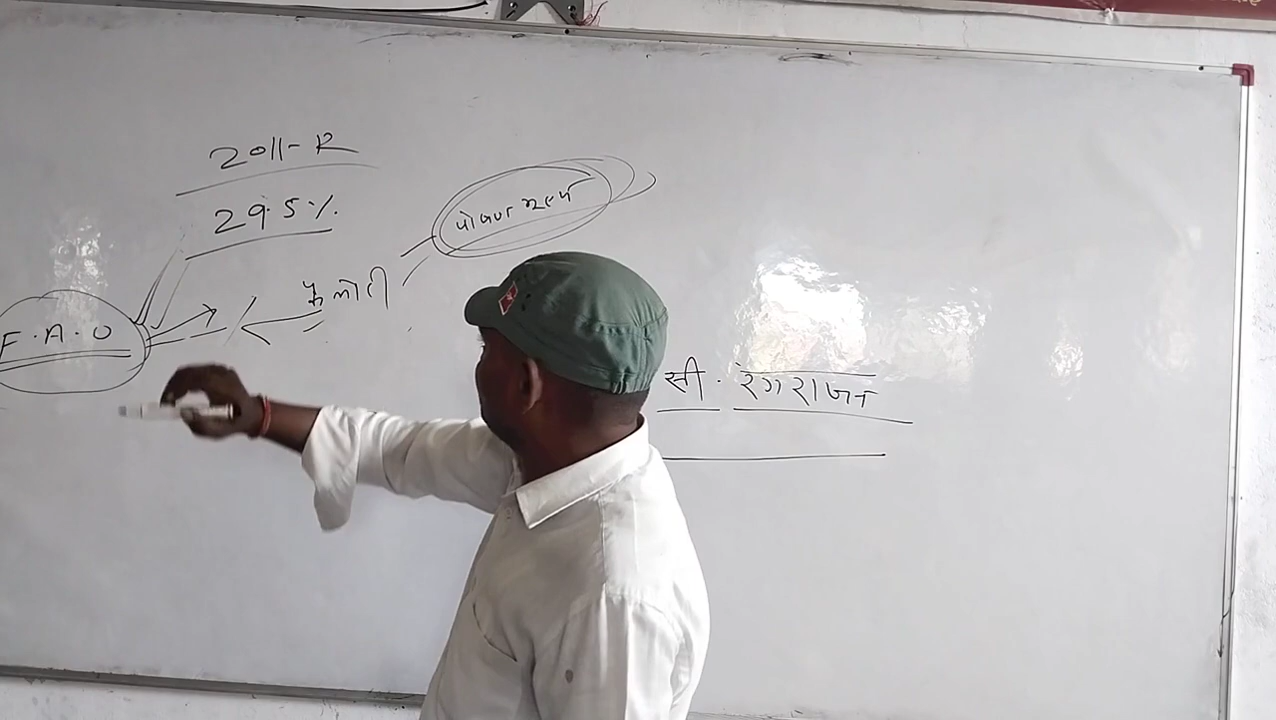 2011-12
29.5%
पोषण मूल्य
कैलोरी
F.A.O
सी. रंगराजन